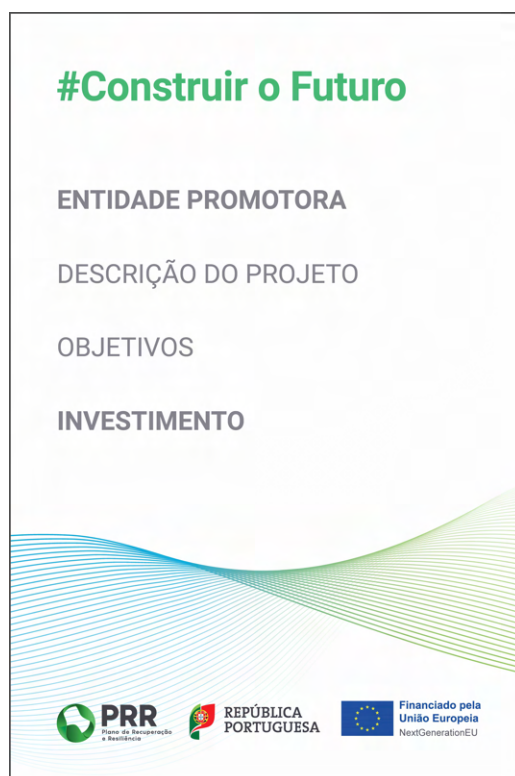 #Construir o Futuro
ENTIDADE PROMOTORA
DESCRIÇÃO DO PROJETO
OBJETIVOS
INVESTIMENTO
PRR
Plano de Recuperação
e Resiliência
REPÚBLICA
PORTUGUESA
Financiado pela
União Europeia
NextGenerationEU